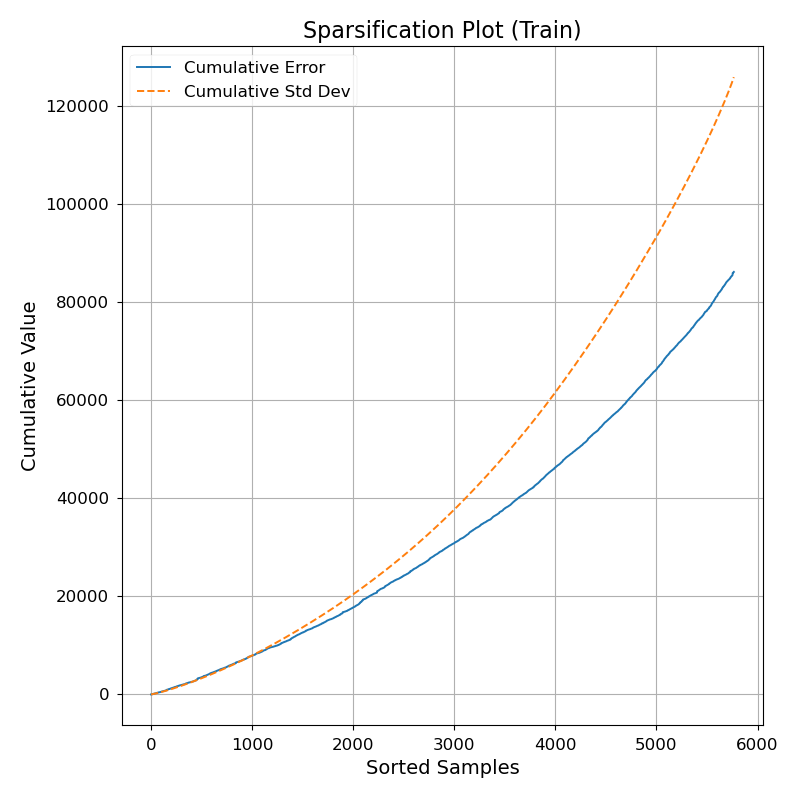 Sparsification Plot (Train)
Cumulative Error
Cumulative Std Dev
120000
100000
80000
60000
40000
20000
0
Cumulative Value
0 1000 2000 3000 4000 5000 6000
Sorted Samples